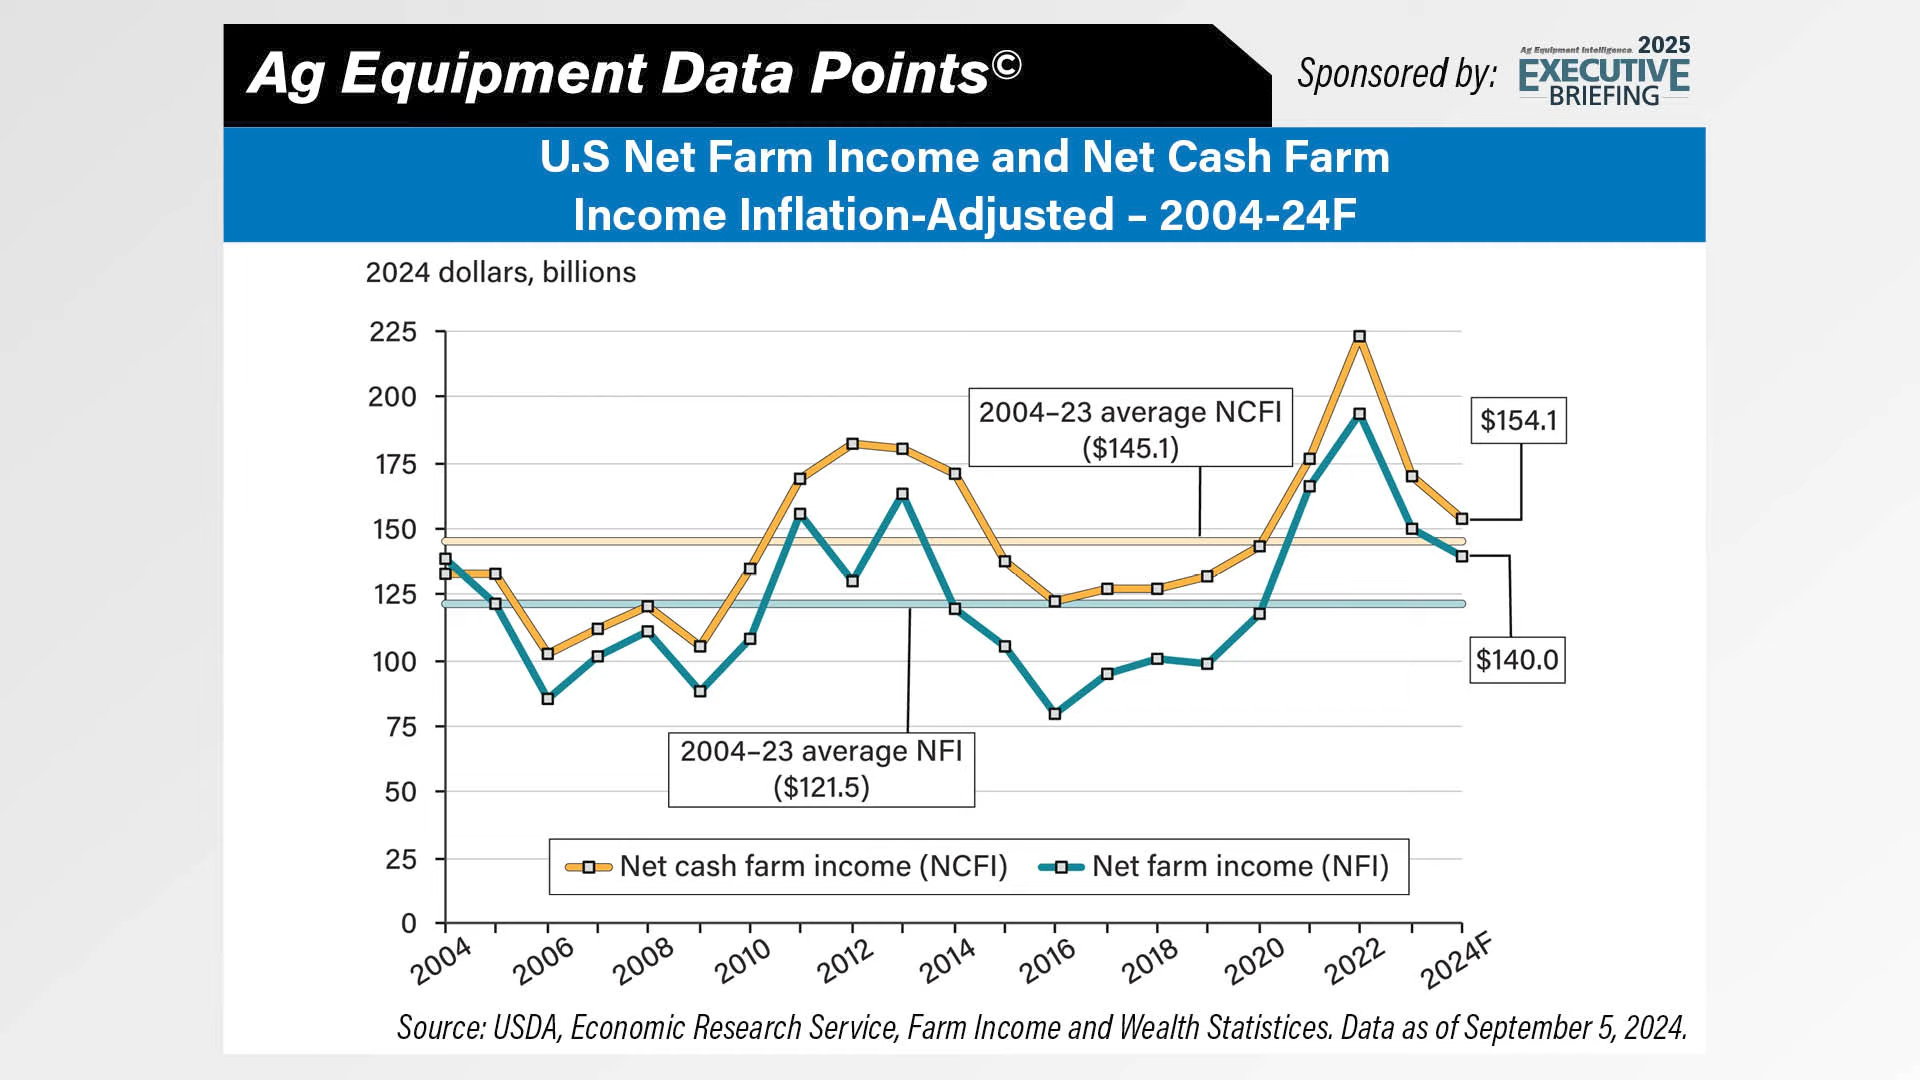 Ag Equipment Data Points©
Sponsored by:
Ag Equipment Intelligence 2025
EXECUTIVE
BRIEFING
U.S Net Farm Income and Net Cash Farm
Income Inflation-Adjusted – 2004-24F
2024 dollars, billions
225
200
175
150
125
100
75
50
25
0
2004–23 average NCFI
($145.1)
$154.1
$140.0
2004–23 average NFI
($121.5)
Net cash farm income (NCFI)
Net farm income (NFI)
2004
2006
2008
2010
2012
2014
2016
2018
2020
2022
2024F
Source: USDA, Economic Research Service, Farm Income and Wealth Statistices. Data as of September 5, 2024.